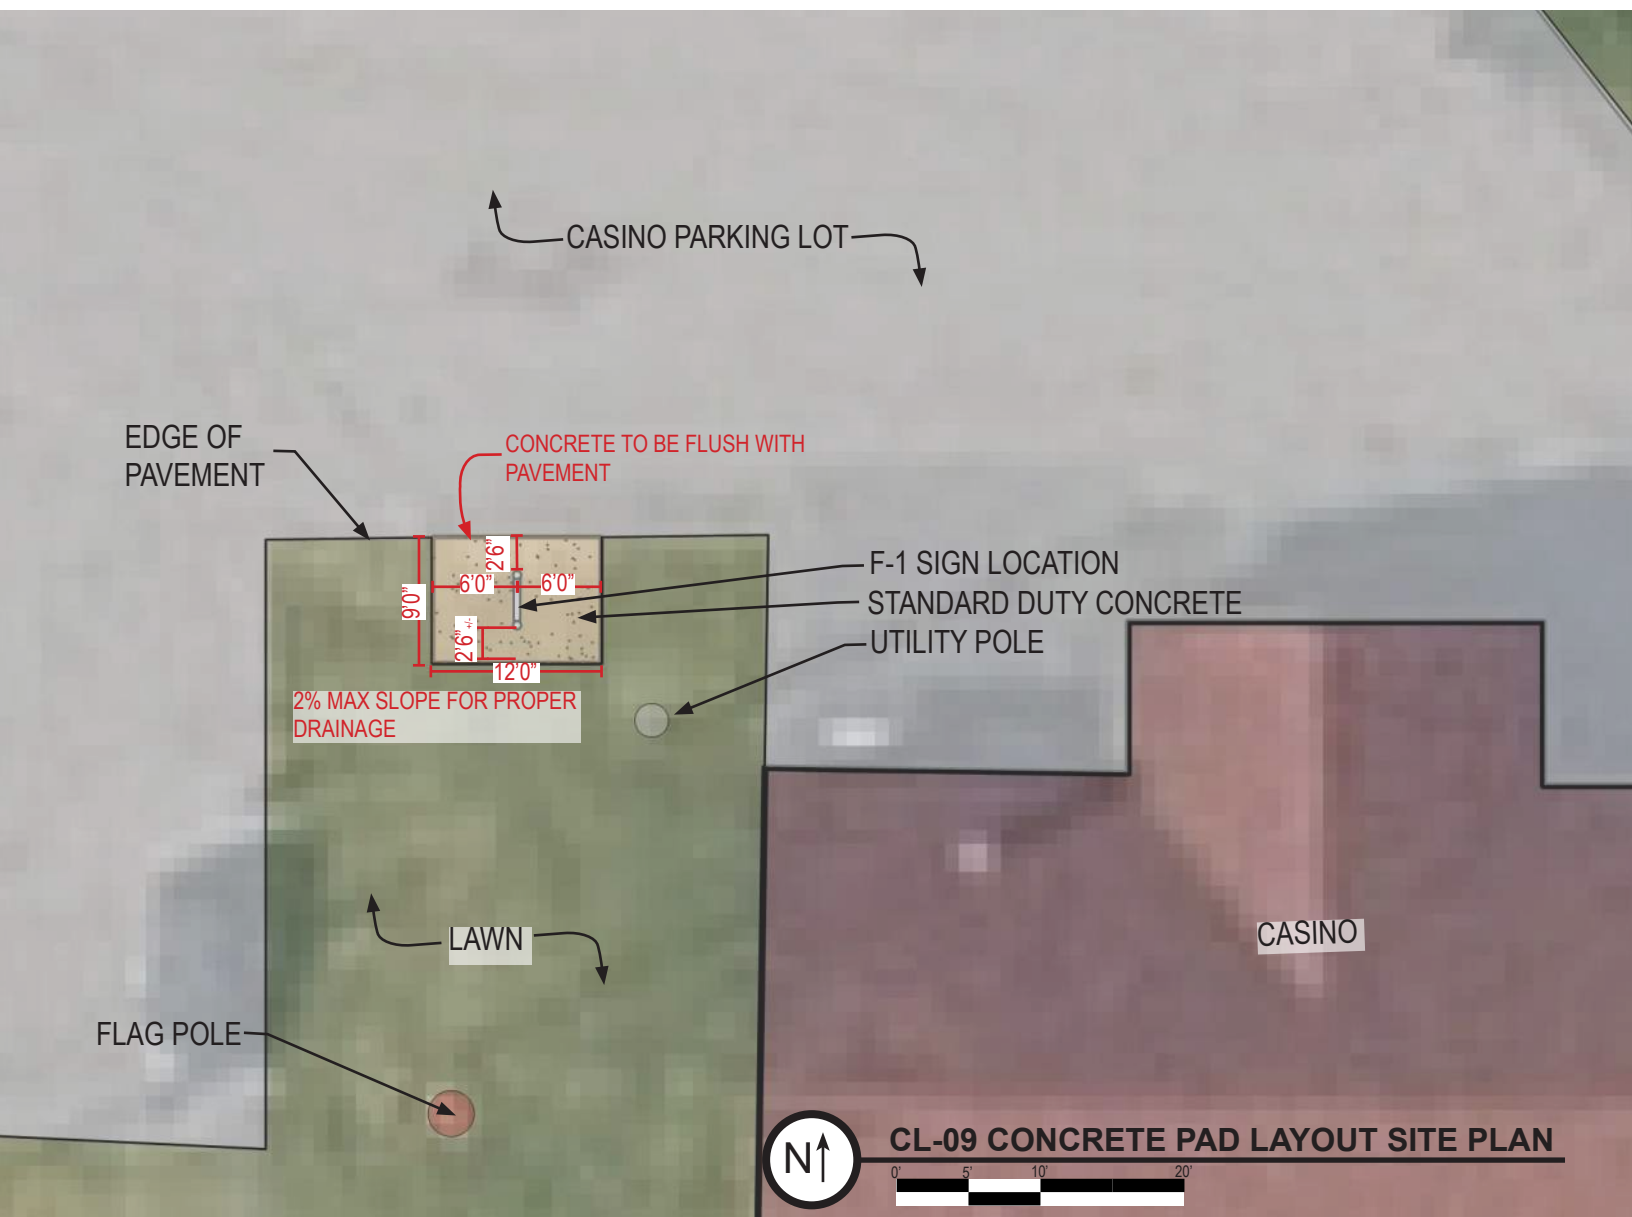 CASINO PARKING LOT
EDGE OF
PAVEMENT
CONCRETE TO BE FLUSH WITH
PAVEMENT
2'6"
6'0"
6'0"
9'0"
2'6" +/-
12'0"
F-1 SIGN LOCATION
STANDARD DUTY CONCRETE
UTILITY POLE
2% MAX SLOPE FOR PROPER
DRAINAGE
LAWN
CASINO
FLAG POLE
N
CL-09 CONCRETE PAD LAYOUT SITE PLAN
0' 5' 10' 20'